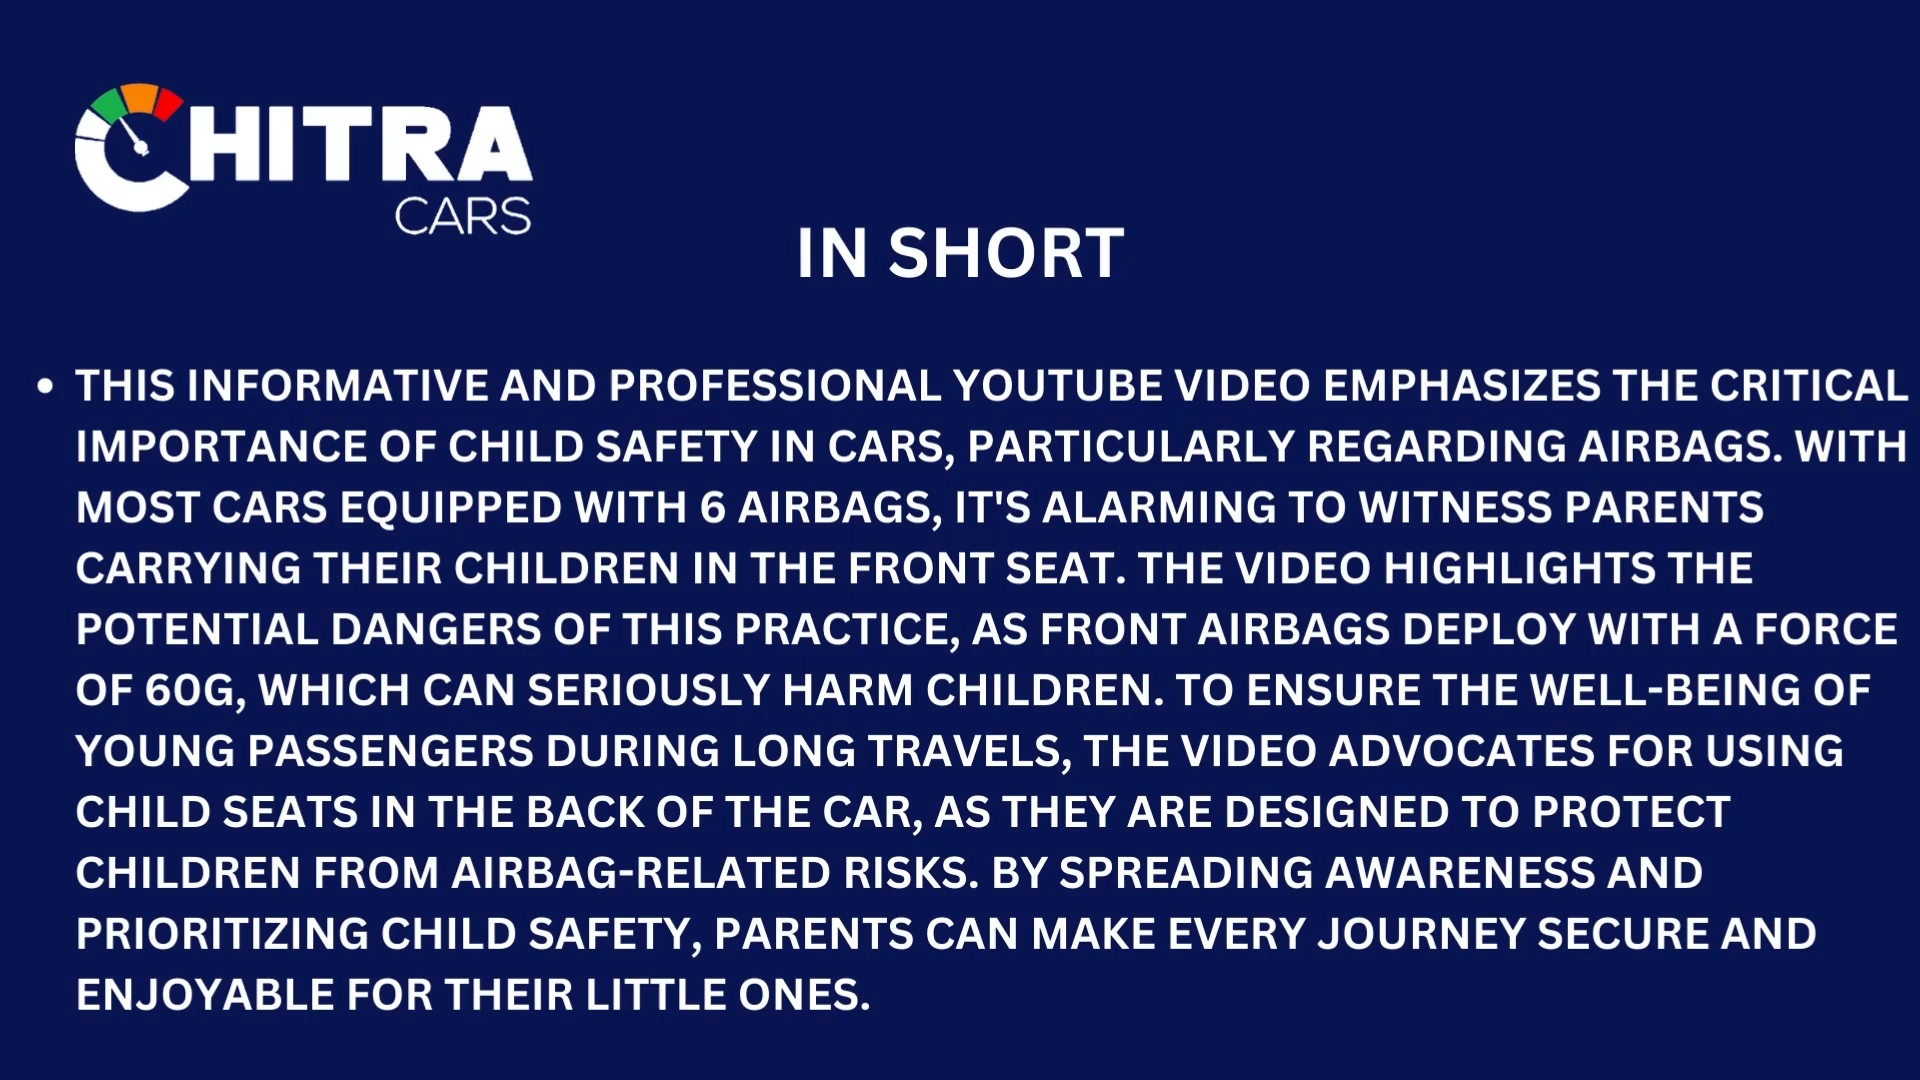 CHITRA
CARS
IN SHORT
• THIS INFORMATIVE AND PROFESSIONAL YOUTUBE VIDEO EMPHASIZES THE CRITICAL
IMPORTANCE OF CHILD SAFETY IN CARS, PARTICULARLY REGARDING AIRBAGS. WITH
MOST CARS EQUIPPED WITH 6 AIRBAGS, IT'S ALARMING TO WITNESS PARENTS
CARRYING THEIR CHILDREN IN THE FRONT SEAT. THE VIDEO HIGHLIGHTS THE
POTENTIAL DANGERS OF THIS PRACTICE, AS FRONT AIRBAGS DEPLOY WITH A FORCE
OF 60G, WHICH CAN SERIOUSLY HARM CHILDREN. TO ENSURE THE WELL-BEING OF
YOUNG PASSENGERS DURING LONG TRAVELS, THE VIDEO ADVOCATES FOR USING
CHILD SEATS IN THE BACK OF THE CAR, AS THEY ARE DESIGNED TO PROTECT
CHILDREN FROM AIRBAG-RELATED RISKS. BY SPREADING AWARENESS AND
PRIORITIZING CHILD SAFETY, PARENTS CAN MAKE EVERY JOURNEY SECURE AND
ENJOYABLE FOR THEIR LITTLE ONES.